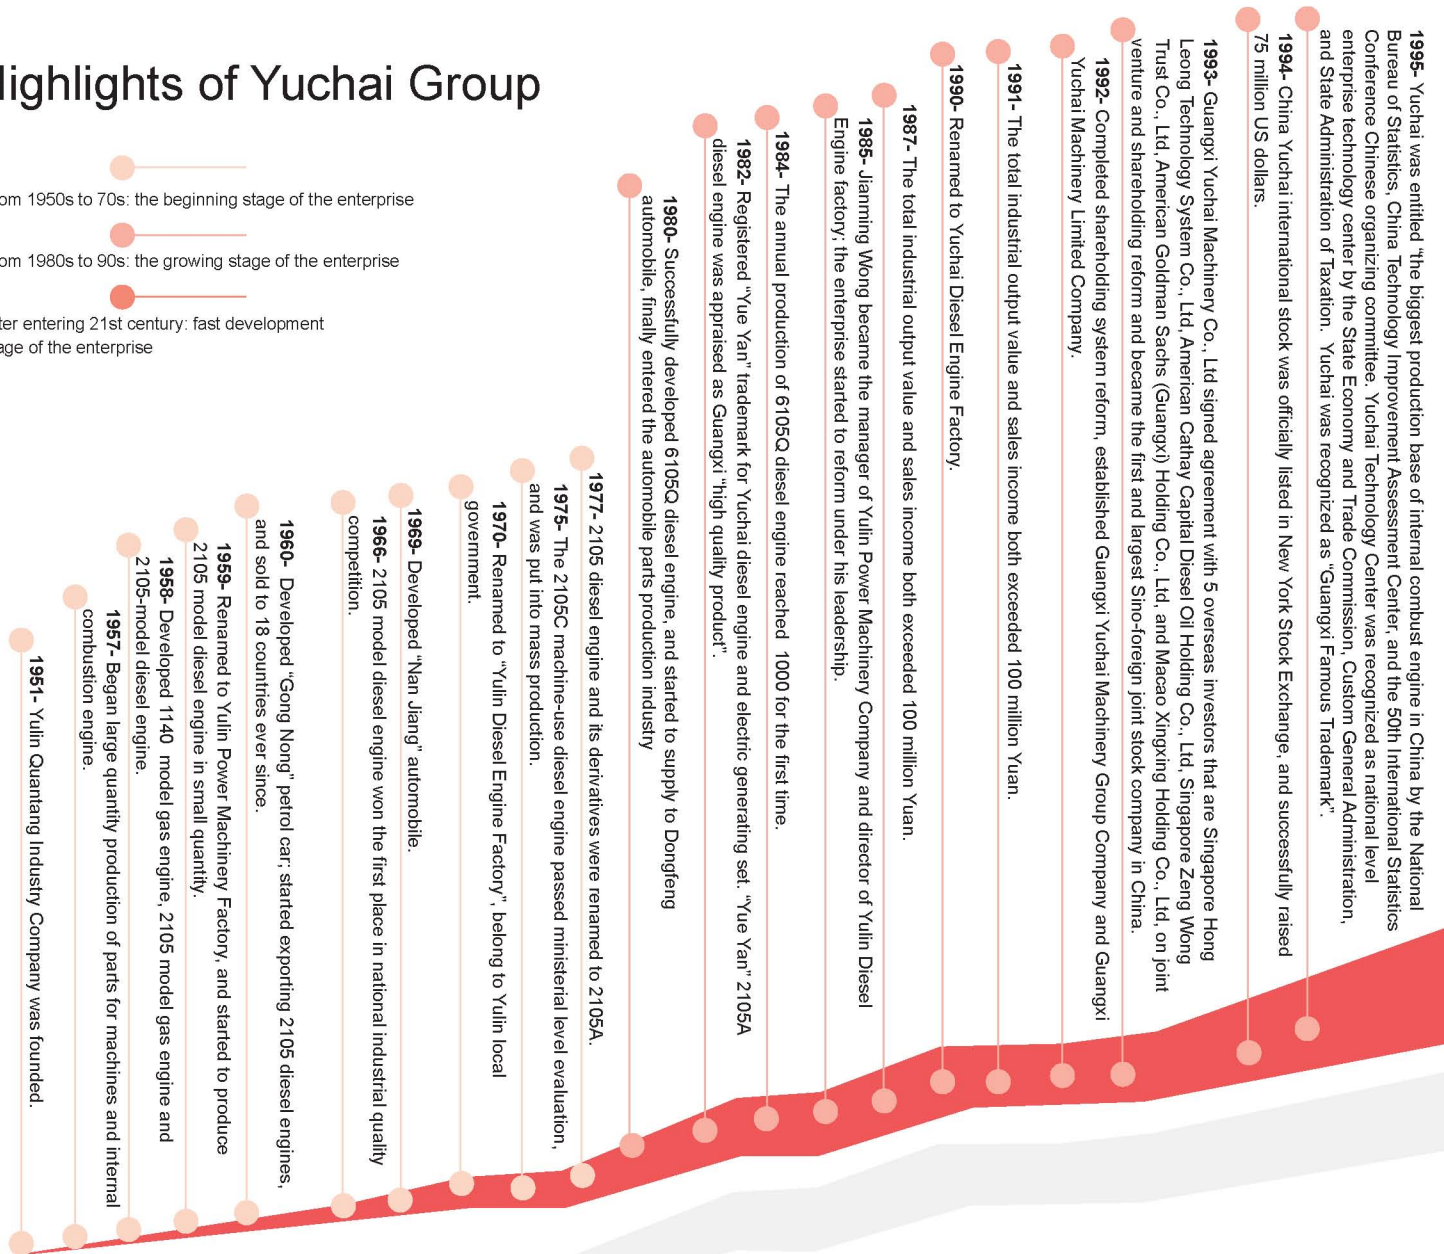 ighlights of Yuchai Group
om 1950s to 70s: the beginning stage of the enterprise
om 1980s to 90s: the growing stage of the enterprise
ter entering 21st century: fast development
age of the enterprise
1951- Yulin Quantang Industry Company was founded.
1957- Began large quantity production of parts for machines and internal
combustion engine.
1958- Developed 1140 model gas engine, 2105 model gas engine and
2105-model diesel engine.
1959- Renamed to Yulin Power Machinery Factory, and started to produce
2105 model diesel engine in small quantity.
1960- Developed “Gong Nong” petrol car; started exporting 2105 diesel engines,
and sold to 18 countries ever since.
1966- 2105 model diesel engine won the first place in national industrial quality
competition.
1969- Developed “Nan Jiang” automobile.
1970- Renamed to “Yulin Diesel Engine Factory”, belong to Yulin local
government.
1975- The 2105C machine-use diesel engine passed ministerial level evaluation,
and was put into mass production.
1977- 2105 diesel engine and its derivatives were renamed to 2105A.
1980- Successfully developed 6105Q diesel engine, and started to supply to Dongfeng
automobile, finally entered the automobile parts production industry
1982- Registered “Yue Yan” trademark for Yuchai diesel engine and electric generating set. “Yue Yan” 2105A
diesel engine was appraised as Guangxi “high quality product”.
1984- The annual production of 6105Q diesel engine reached 1000 for the first time.
1985- Jianming Wong became the manager of Yulin Power Machinery Company and director of Yulin Diesel
Engine factory; the enterprise started to reform under his leadership.
1987- The total industrial output value and sales income both exceeded 100 million Yuan.
1990- Renamed to Yuchai Diesel Engine Factory.
1991- The total industrial output value and sales income both exceeded 100 million Yuan.
1992- Completed shareholding system reform, established Guangxi Yuchai Machinery Group Company and Guangxi
Yuchai Machinery Limited Company.
1993- Guangxi Yuchai Machinery Co., Ltd signed agreement with 5 overseas investors that are Singapore Hong
Leong Technology System Co., Ltd, American Cathay Capital Diesel Oil Holding Co., Ltd, Singapore Zeng Wong
Trust Co., Ltd, American Goldman Sachs (Guangxi) Holding Co., Ltd, and Macao Xingxing Holding Co., Ltd, on joint
venture and shareholding reform and became the first and largest Sino-foreign joint stock company in China.
1994- China Yuchai international stock was officially listed in New York Stock Exchange, and successfully raised
75 million US dollars.
1995- Yuchai was entitled “the biggest production base of internal combust engine in China by the National
Bureau of Statistics, China Technology Improvement Assessment Center, and the 50th International Statistics
Conference Chinese organizing committee. Yuchai Technology Center was recognized as national level
enterprise technology center by the State Economy and Trade Commission, Custom General Administration,
and State Administration of Taxation. Yuchai was recognized as “Guangxi Famous Trademark”.